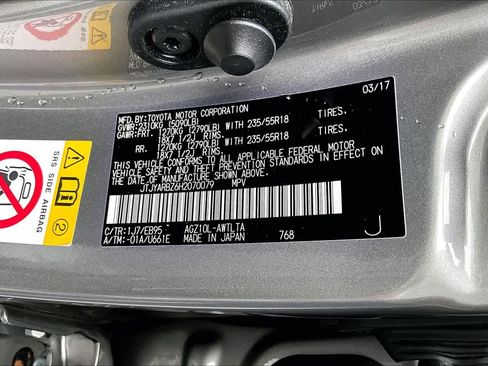 MFD.BY:TOYOTA MOTOR CORPORATION 03/17
GVWR:2310KG (5090LB)
GAWR:FRT. 1270KG (2790LB) WITH 235/55R18 TIRES.
18X7 1/2J RIMS.
RR. 1270KG (2790LB) WITH 235/55R18 TIRES.
18X7 1/2J RIMS.
THIS VEHICLE CONFORMS TO ALL APPLICABLE FEDERAL MOTOR
VEHICLE SAFETY AND THEFT PREVENTION STANDARDS IN EFFECT ON
THE DATE OF MANUFACTURE SHOWN ABOVE.
JTJYARBZ6H2070079 MPV
C/TR:1J7/EB95 AGZ10L-AWTLTA
A/TM:-01A/U661E MADE IN JAPAN 768 J
SRS SIDE AIRBAG
2